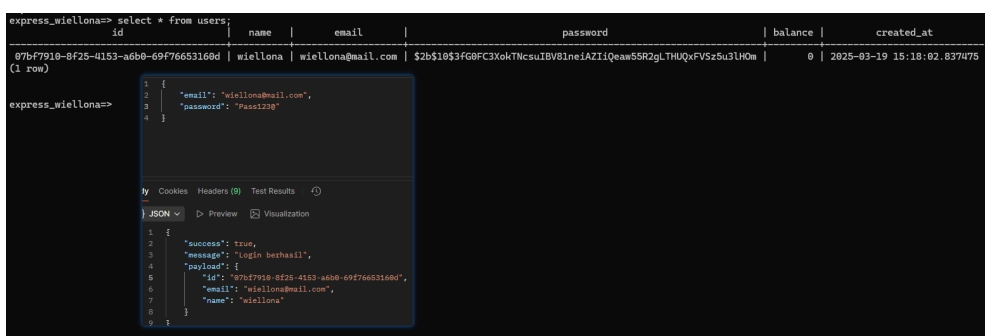 express_wiellona=> select * from users;
id | name | email | password | balance | created_at
07bf7910-8f25-4153-a6b0-69f76653160d | wiellona | wiellona@mail.com | $2b$10$3fG0FC3XokTNcsuIBV81neiAZIiQeaw55R2gLTHUQxFVSz5u3lHOm | 0 | 2025-03-19 15:18:02.837475
(1 row)
express_wiellona=>
1 {
2 "email": "wiellona@mail.com",
3 "password": "Pass123@"
4 }
dy Cookies Headers (9) Test Results
} JSON Preview Visualization
1 {
2 "success": true,
3 "message": "Login berhasil",
4 "payload": {
5 "id": "07bf7910-8f25-4153-a6b0-69f76653160d",
6 "email": "wiellona@mail.com",
7 "name": "wiellona"
8 }
9 }